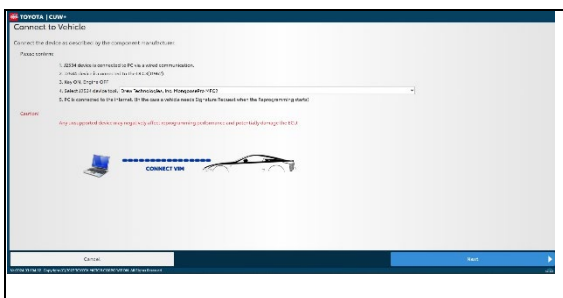 TOYOTA | CUW+
Connect to Vehicle
Connect the device as described by the component manufacturer.
Please confirm:
1. J2534 device is connected to PC via a wired communication.
2. J2534 device is connected to the
3. Key ON, Engine OFF
4. Select J2534 device tool. Drew Technologies, Inc. MongoosePro MFG2
5. PC is connected to the internet. (In the case a vehicle needs Signature Request when the Reprogramming starts)
Caution:
Any unsupported device may negatively affect reprogramming performance and potentially damage the ECU.
CONNECT VIM
Cancel
Next